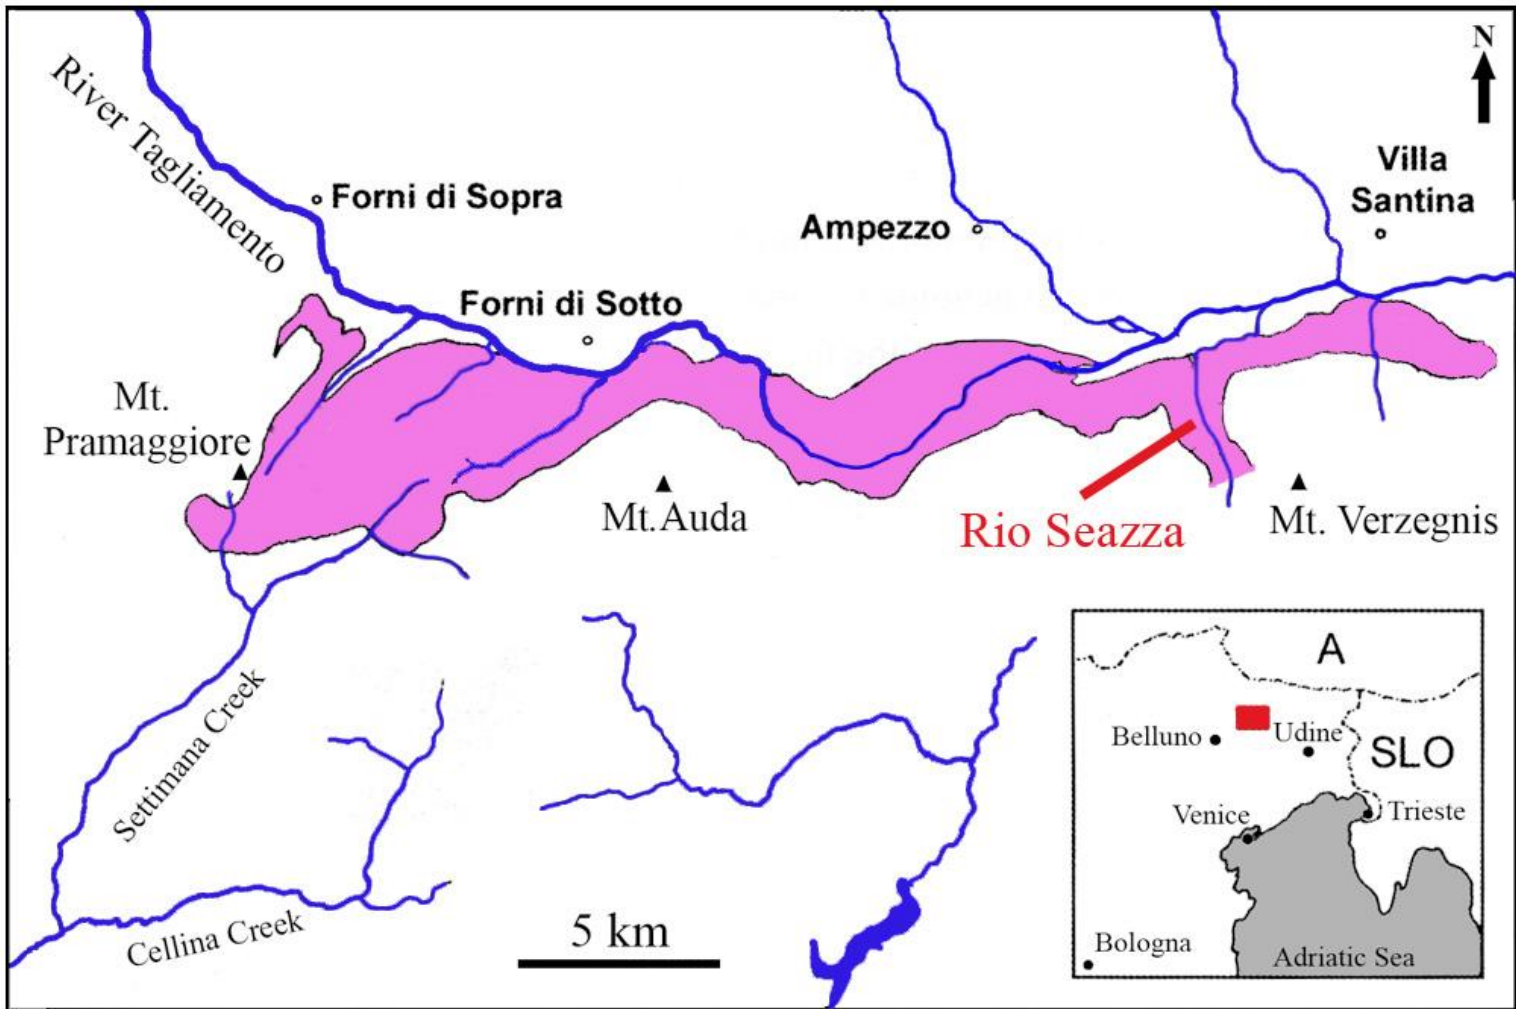 N
River Tagliamento
Villa
Santina
Forni di Sopra
Ampezzo
Forni di Sotto
Mt.
Pramaggiore
Mt.Auda
Rio Seazza
Mt. Verzegnis
A
Belluno
Udine
SLO
Venice
Trieste
Bologna
Adriatic Sea
Settimana Creek
Cellina Creek
5 km